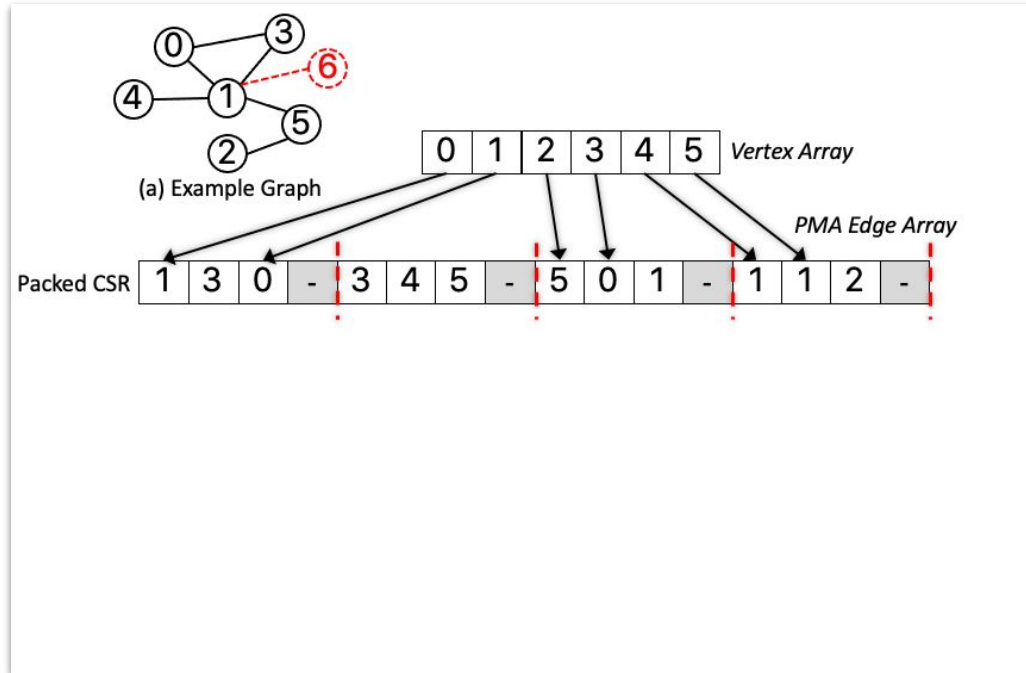 0 3
6
4 1
5
2
(a) Example Graph
0 1 2 3 4 5 Vertex Array
PMA Edge Array
Packed CSR 1 3 0 - 3 4 5 - 5 0 1 - 1 1 2 -